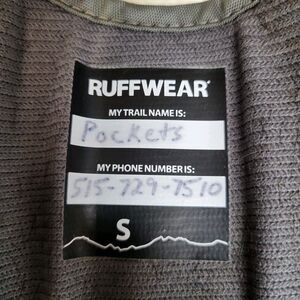 RUFFWEAR®
MY TRAIL NAME IS:
Pockets
MY PHONE NUMBER IS:
515-729-7510
S